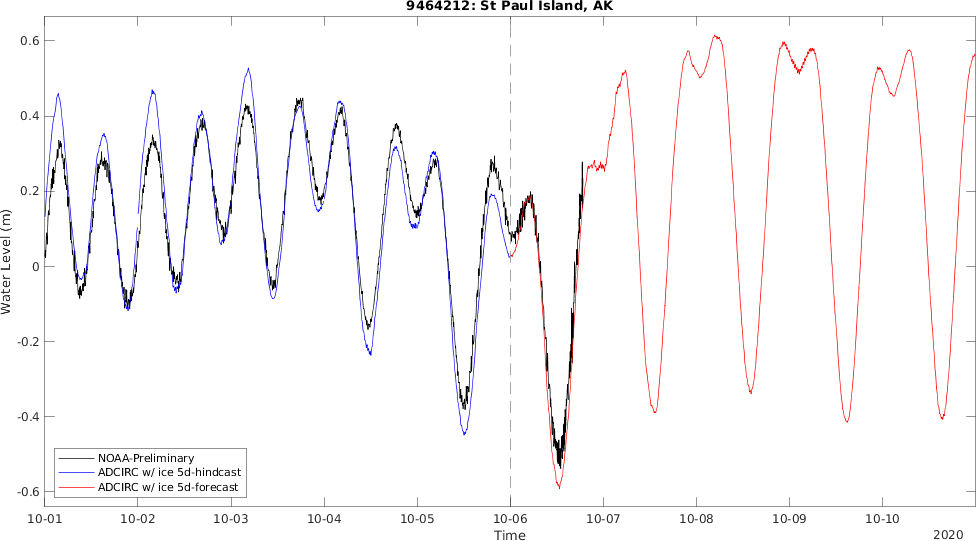 9464212: St Paul Island, AK
0.6
0.4
0.2
0
-0.2
-0.4
-0.6
Water Level (m)
NOAA-Preliminary
ADCIRC w/ ice 5d-hindcast
ADCIRC w/ ice 5d-forecast
10-01 10-02 10-03 10-04 10-05 10-06 10-07 10-08 10-09 10-10
Time
2020